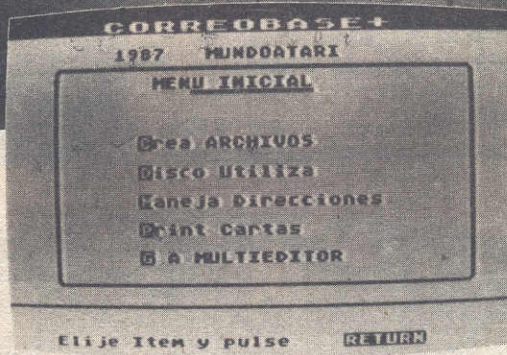 CORREOBASE+
1987 MUNDOATARI
MENU INICIAL
Crea ARCHIVOS
Disco Utiliza
Maneja Direcciones
Print Cartas
G A MULTIEDITOR
Elije Item y pulse RETURN